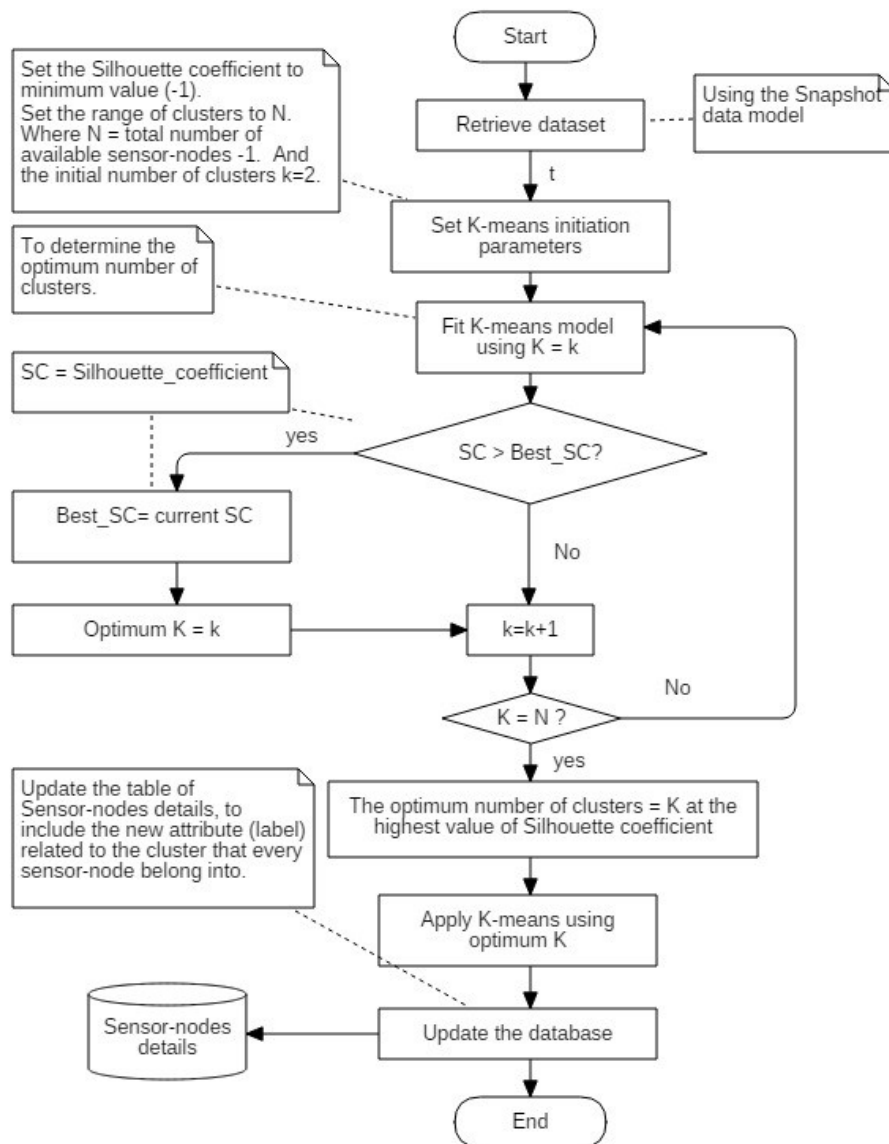 Start
Set the Silhouette coefficient to
minimum value (-1).
Set the range of clusters to N.
Where N = total number of
available sensor-nodes -1.  And
the initial number of clusters k=2.
Retrieve dataset
Using the Snapshot
data model
t
Set K-means initiation
parameters
To determine the
optimum number of
clusters.
Fit K-means model
using K = k
SC = Silhouette_coefficient
yes
SC > Best_SC?
Best_SC= current SC
No
Optimum K = k
k=k+1
No
K = N ?
yes
Update the table of
Sensor-nodes details, to
include the new attribute (label)
related to the cluster that every
sensor-node belong into.
The optimum number of clusters = K at the
highest value of Silhouette coefficient
Apply K-means using
optimum K
Sensor-nodes
details
Update the database
End